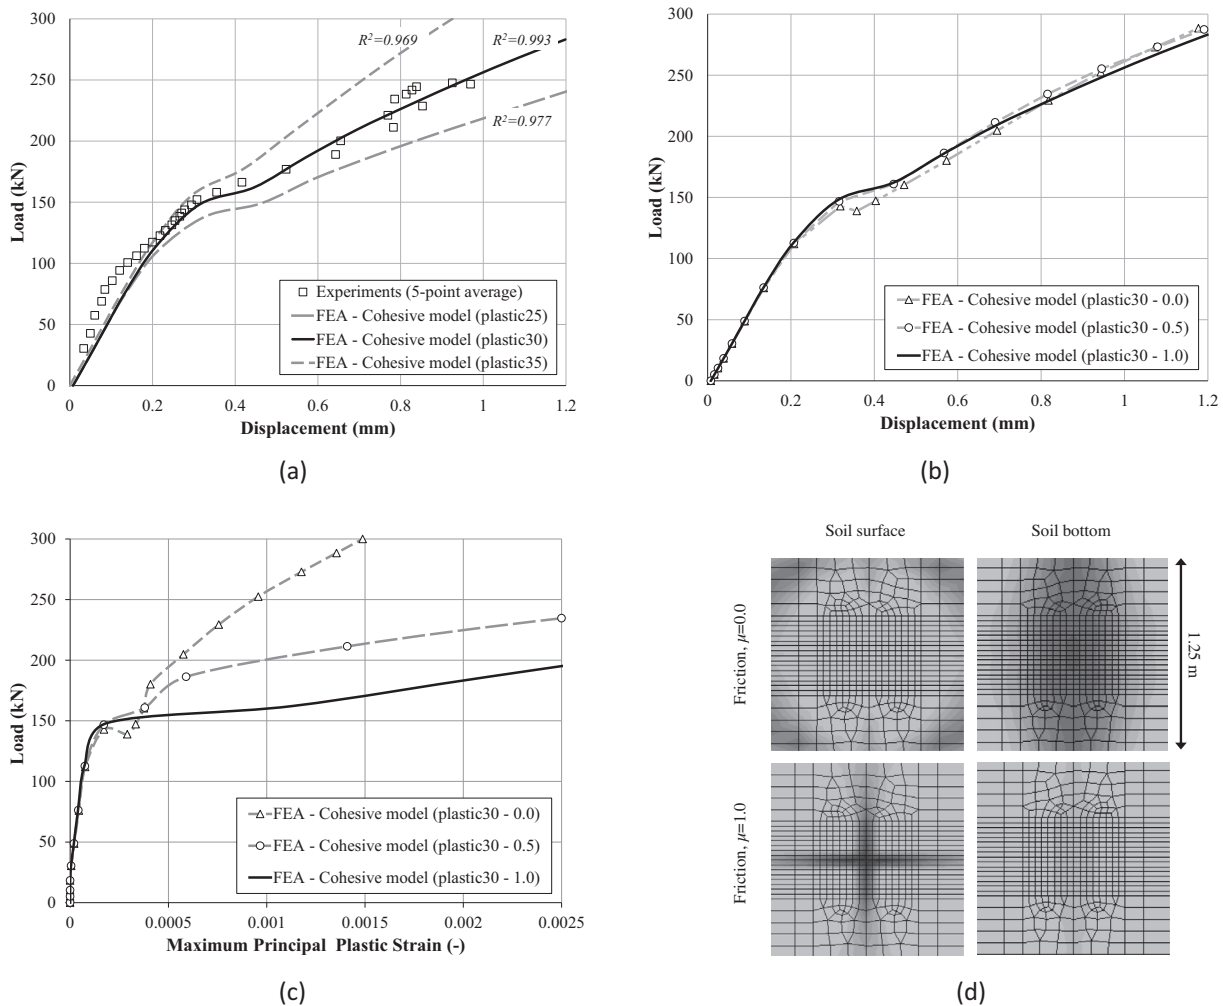 300
250
200
150
100
50
0
Load (kN)
R²=0.969
R²=0.993
R²=0.977
Experiments (5-point average)
FEA - Cohesive model (plastic25)
FEA - Cohesive model (plastic30)
FEA - Cohesive model (plastic35)
0 0.2 0.4 0.6 0.8 1 1.2
Displacement (mm)
(a)
300
250
200
150
100
50
0
Load (kN)
FEA - Cohesive model (plastic30 - 0.0)
FEA - Cohesive model (plastic30 - 0.5)
FEA - Cohesive model (plastic30 - 1.0)
0 0.2 0.4 0.6 0.8 1 1.2
Displacement (mm)
(b)
300
250
200
150
100
50
0
Load (kN)
FEA - Cohesive model (plastic30 - 0.0)
FEA - Cohesive model (plastic30 - 0.5)
FEA - Cohesive model (plastic30 - 1.0)
0 0.0005 0.001 0.0015 0.002 0.0025
Maximum Principal Plastic Strain (-)
(c)
Soil surface Soil bottom
Friction, μ=0.0
1.25 m
Friction, μ=1.0
(d)